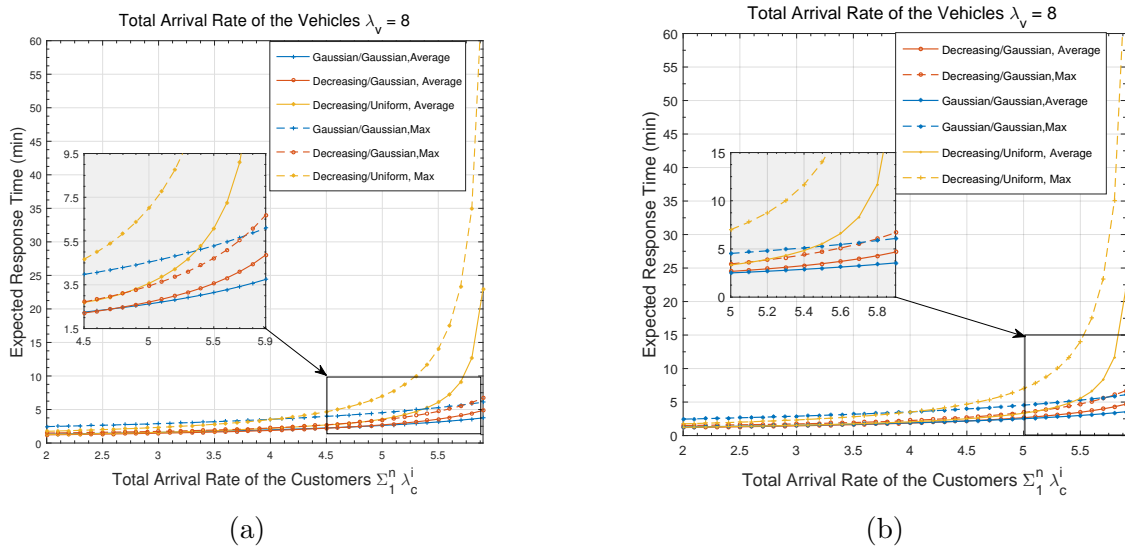 Total Arrival Rate of the Vehicles λ_v = 8
Expected Response Time (min)
60
55
50
45
40
35
30
25
20
15
10
5
0
Gaussian/Gaussian,Average
Decreasing/Gaussian, Average
Decreasing/Uniform, Average
Gaussian/Gaussian,Max
Decreasing/Gaussian,Max
Decreasing/Uniform, Max
9.5
7.5
5.5
3.5
1.5
4.5 5 5.5 5.9
2 2.5 3 3.5 4 4.5 5 5.5
Total Arrival Rate of the Customers Σ_1^n λ_c^i
(a)
Total Arrival Rate of the Vehicles λ_v = 8
Expected Response Time (min)
60
55
50
45
40
35
30
25
20
15
10
5
0
Decreasing/Gaussian, Average
Decreasing/Gaussian,Max
Gaussian/Gaussian,Average
Gaussian/Gaussian,Max
Decreasing/Uniform, Average
Decreasing/Uniform, Max
15
10
5
0
5 5.2 5.4 5.6 5.8
2 2.5 3 3.5 4 4.5 5 5.5
Total Arrival Rate of the Customers Σ_1^n λ_c^i
(b)